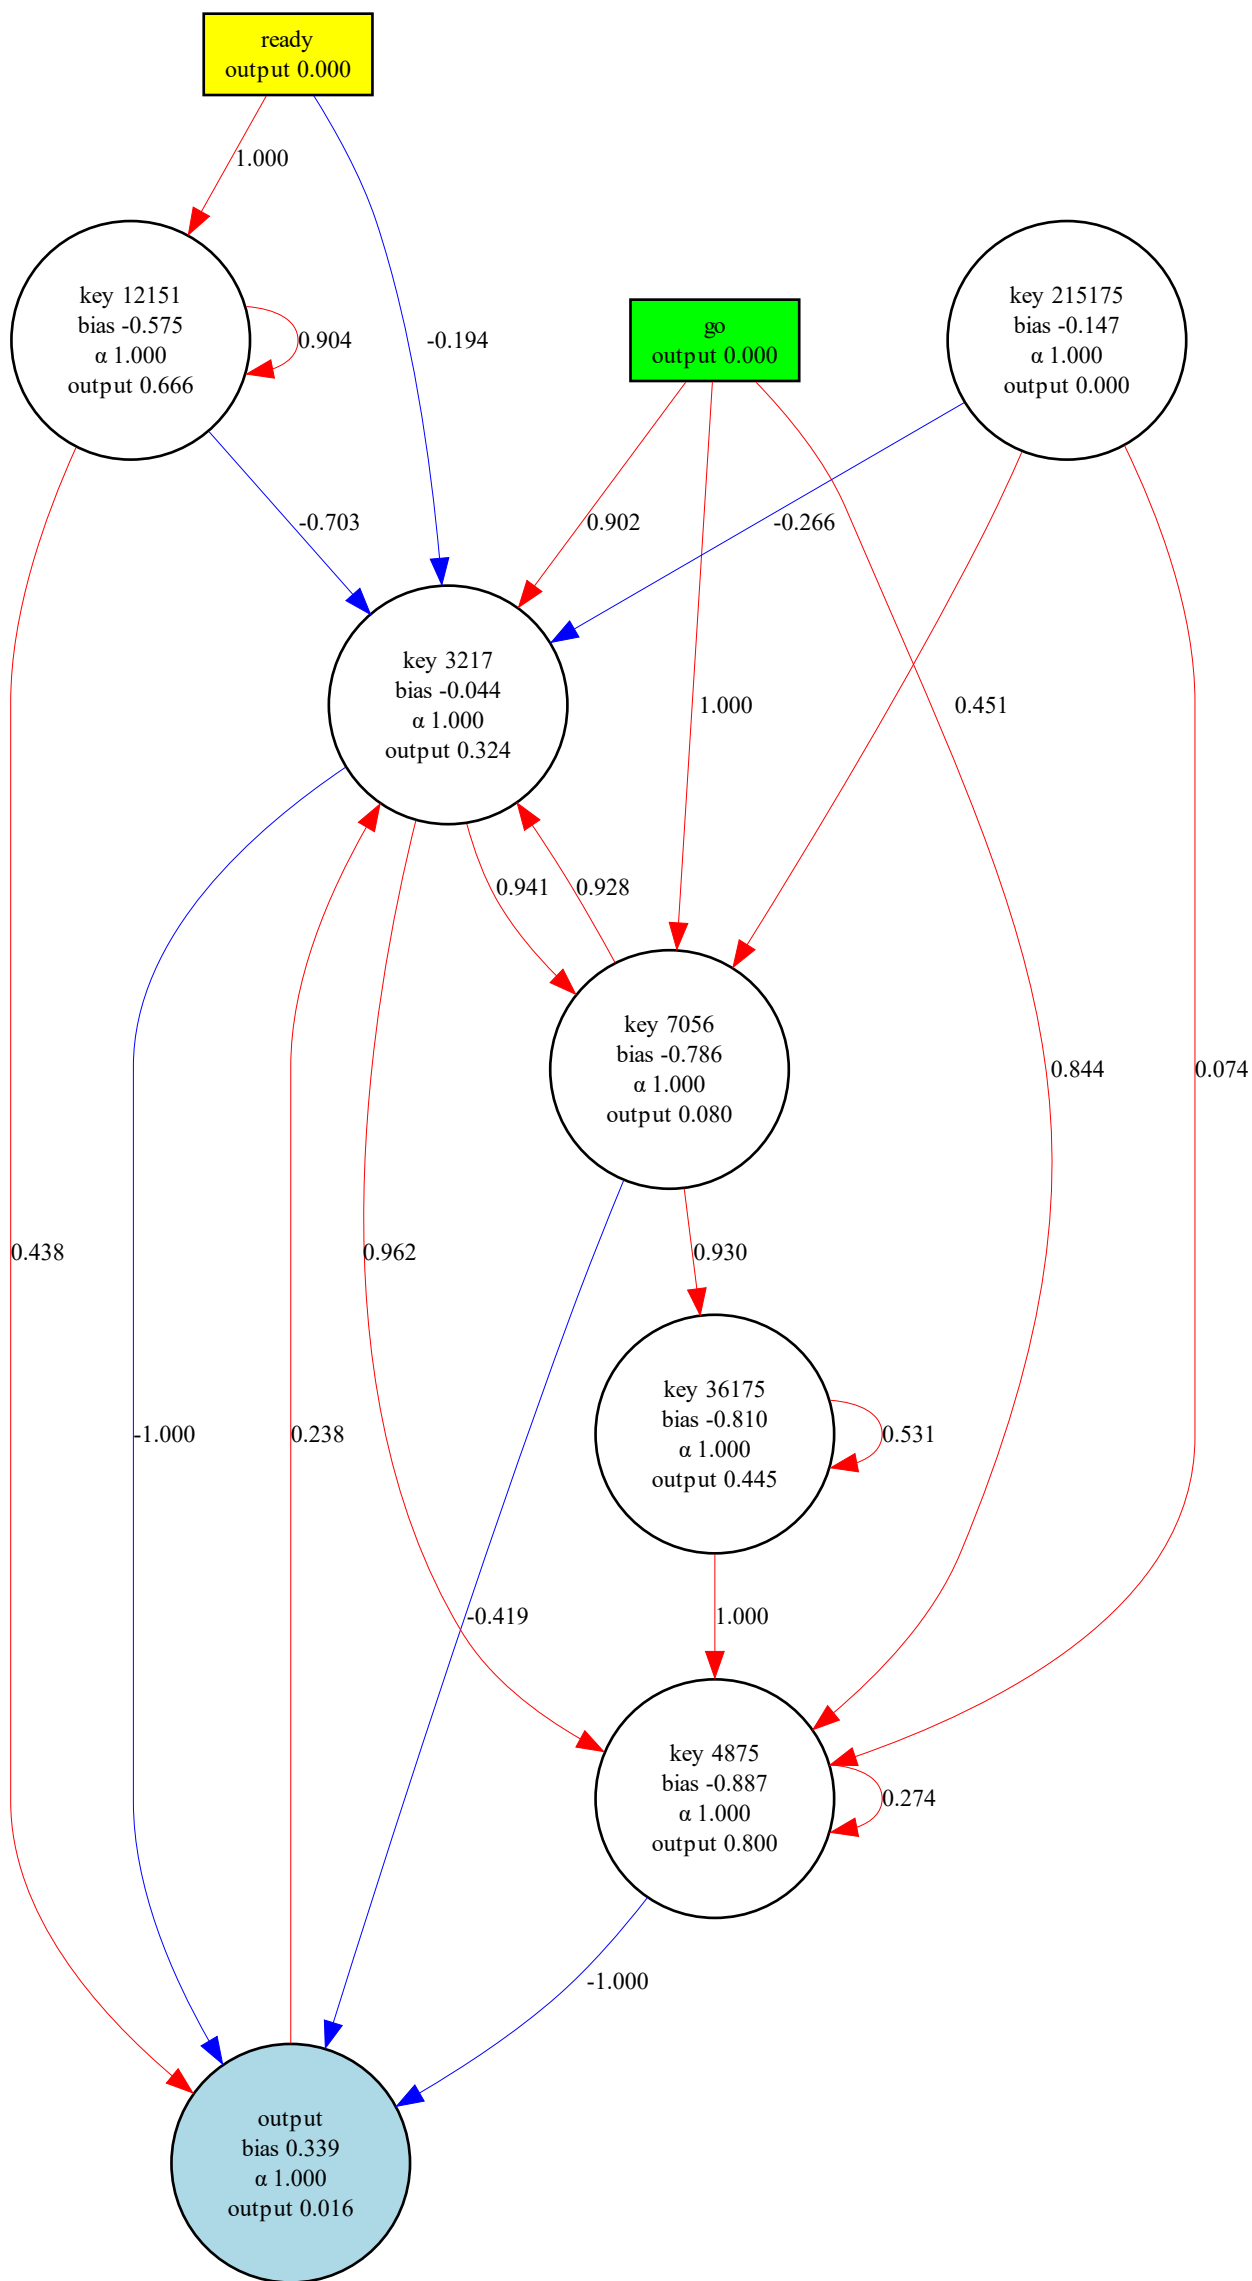 ready
output 0.000
1.000
key 12151
bias -0.575
α 1.000
output 0.666
0.904
-0.194
go
output 0.000
key 215175
bias -0.147
α 1.000
output 0.000
-0.703
0.902
-0.266
key 3217
bias -0.044
α 1.000
output 0.324
1.000
0.451
0.941
0.928
key 7056
bias -0.786
α 1.000
output 0.080
0.844
0.074
0.438
0.962
0.930
key 36175
bias -0.810
α 1.000
output 0.445
0.531
-1.000
0.238
-0.419
1.000
key 4875
bias -0.887
α 1.000
output 0.800
0.274
-1.000
output
bias 0.339
α 1.000
output 0.016